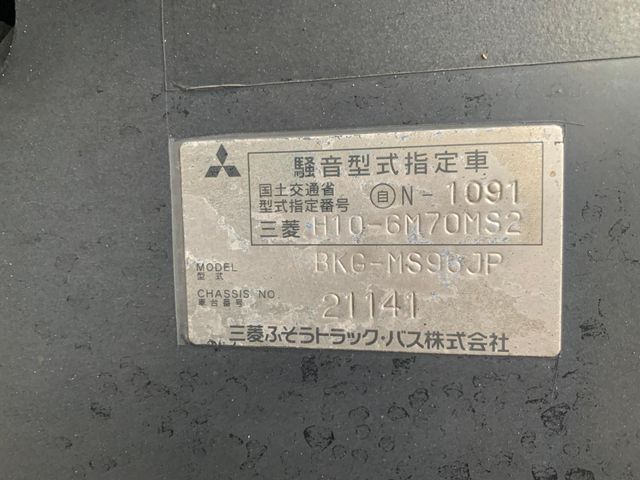 騒音型式指定車
国土交通省
型式指定番号 自 N - 1091
三菱 H10-6M70MS2
MODEL
型式 BKG-MS96JP
CHASSIS NO.
車台番号 21141
三菱ふそうトラック・バス株式会社